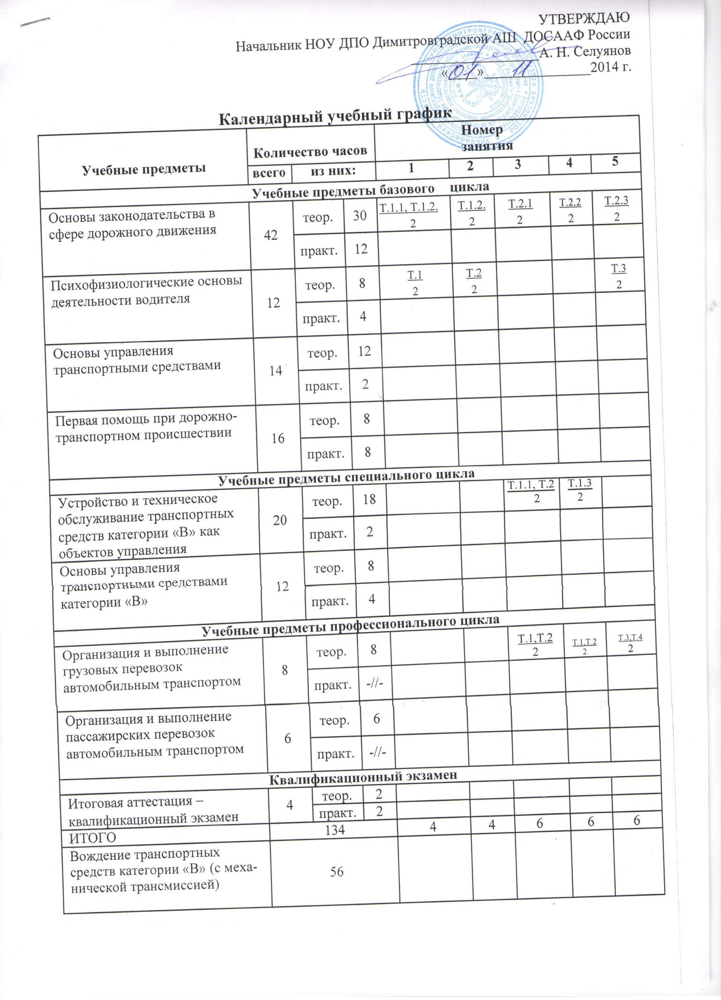 УТВЕРЖДАЮ
Начальник НОУ ДПО Димитровградской АШ ДОСААФ России
А. Н. Селуянов
«01» 11 2014 г.
Календарный учебный график
Учебные предметы
Количество часов
Номер
занятия
всего из них: 1 2 3 4 5
Учебные предметы базового цикла
Основы законодательства в
сфере дорожного движения
42
теор. 30 Т.1.1, Т.1.2. Т.1.2. Т.2.1 Т.2.2 Т.2.3
2 2 2 2 2
практ. 12
Психофизиологические основы
деятельности водителя
12
теор. 8 Т.1 Т.2 Т.3
2 2 2
практ. 4
Основы управления
транспортными средствами
14
теор. 12
практ. 2
Первая помощь при дорожно-
транспортном происшествии
16
теор. 8
практ. 8
Учебные предметы специального цикла
Устройство и техническое
обслуживание транспортных
средств категории «В» как
объектов управления
20
теор. 18 Т.1.1, Т.2 Т.1.3
2 2
практ. 2
Основы управления
транспортными средствами
категории «В»
12
теор. 8
практ. 4
Учебные предметы профессионального цикла
Организация и выполнение
грузовых перевозок
автомобильным транспортом
8
теор. 8 Т.1,Т.2 Т.1,Т.2 Т.3,Т.4
2 2 2
практ. -//-
Организация и выполнение
пассажирских перевозок
автомобильным транспортом
6
теор. 6
практ. -//-
Квалификационный экзамен
Итоговая аттестация –
квалификационный экзамен
4
теор. 2
практ. 2
ИТОГО 134 4 4 6 6 6
Вождение транспортных
средств категории «В» (с меха-
нической трансмиссией)
56